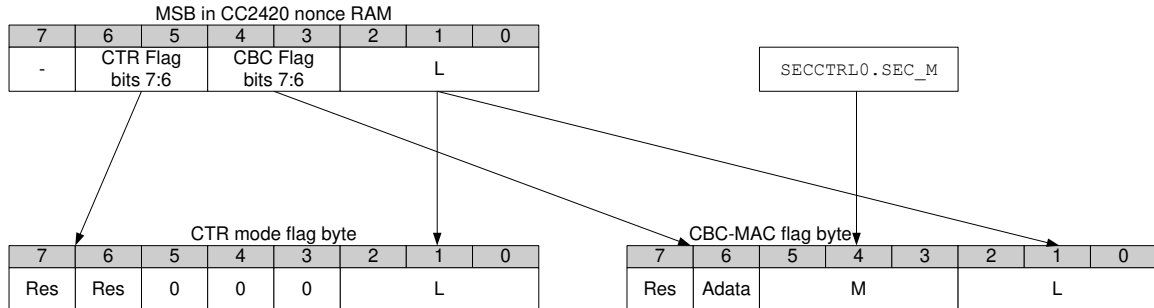 MSB in CC2420 nonce RAM
7 6 5 4 3 2 1 0
- CTR Flag bits 7:6 CBC Flag bits 7:6 L
SECCTRL0.SEC_M
CTR mode flag byte
7 6 5 4 3 2 1 0
Res Res 0 0 0 L
CBC-MAC flag byte
7 6 5 4 3 2 1 0
Res Adata M L